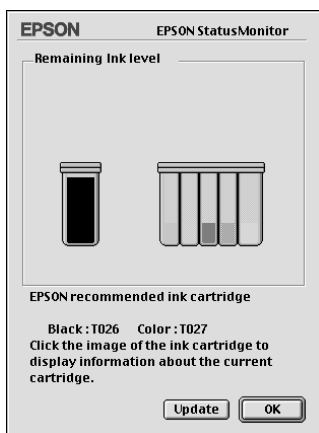 EPSON EPSON StatusMonitor
Remaining Ink level
EPSON recommended ink cartridge
Black : T026 Color : T027
Click the image of the ink cartridge to
display information about the current
cartridge.
Update OK